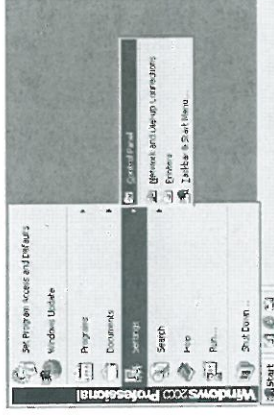 Set Program Access and Defaults
Windows Update
Programs
Documents
Settings
Control Panel
Network and Dial-up Connections
Printers
Taskbar & Start Menu...
Search
Help
Run...
Shut Down...
Windows 2000 Professional
Start